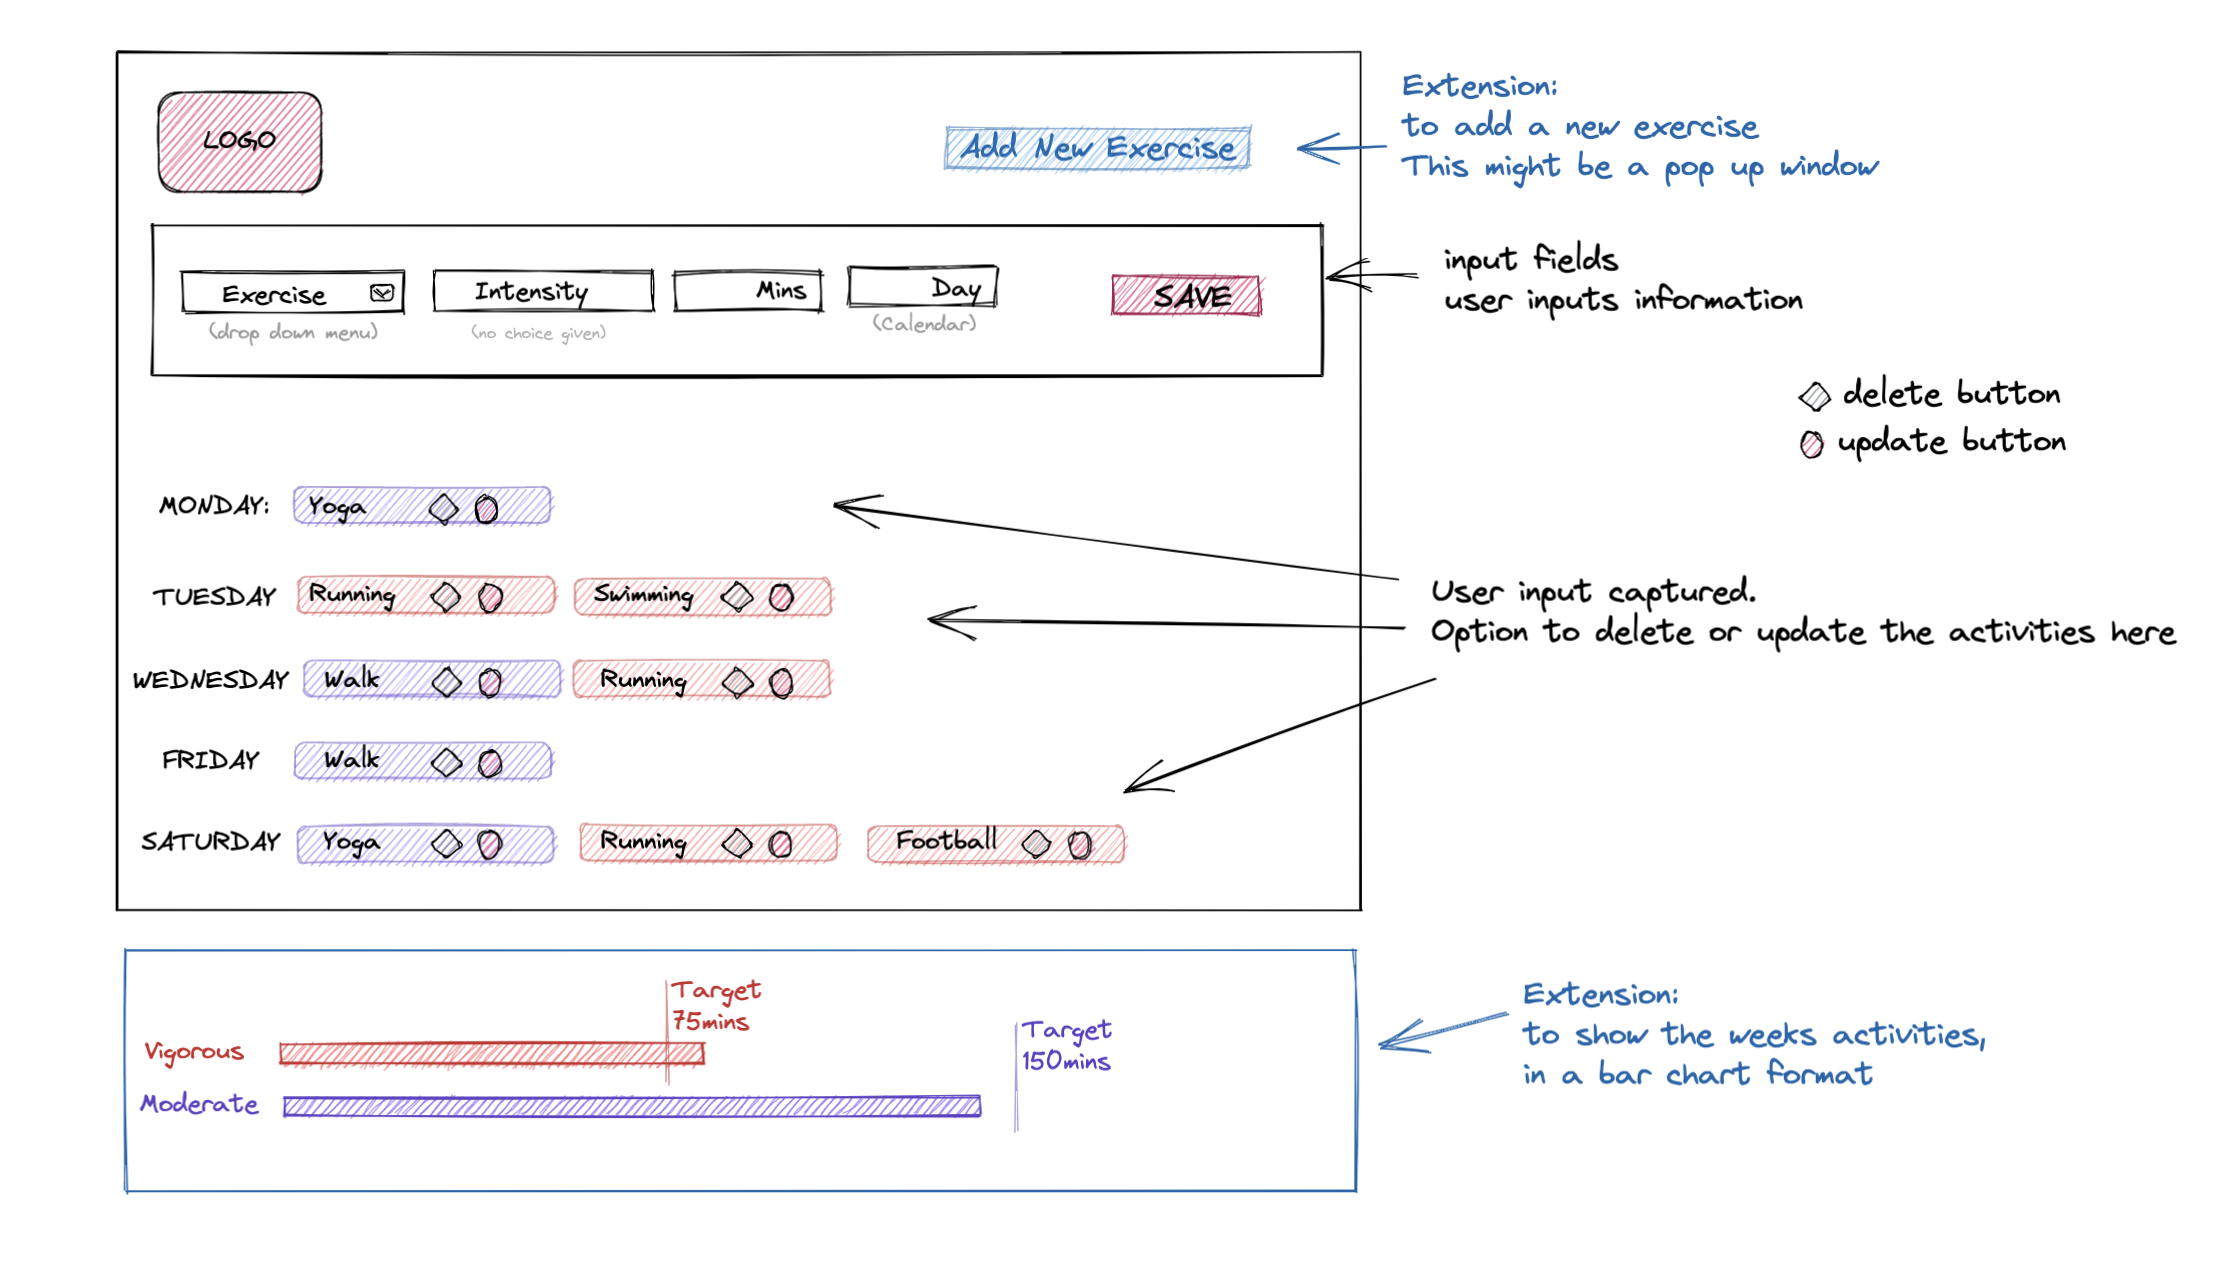 LOGO
Add New Exercise
Extension:
to add a new exercise
This might be a pop up window
Exercise
(drop down menu)
Intensity
(no choice given)
Mins
Day
(Calendar)
SAVE
input fields
user inputs information
delete button
update button
MONDAY: Yoga
TUESDAY Running Swimming
WEDNESDAY Walk Running
FRIDAY Walk
SATURDAY Yoga Running Football
User input captured.
Option to delete or update the activities here
Target
75mins
Target
150mins
Vigorous
Moderate
Extension:
to show the weeks activities,
in a bar chart format